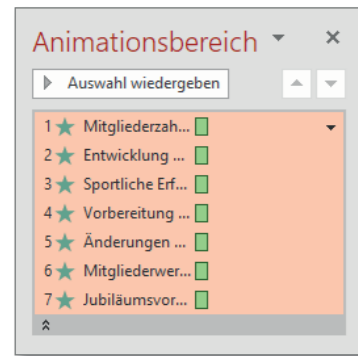 Animationsbereich
Auswahl wiedergeben
1 Mitgliederzah...
2 Entwicklung ...
3 Sportliche Erf...
4 Vorbereitung ...
5 Änderungen ...
6 Mitgliederwer...
7 Jubiläumsvor...